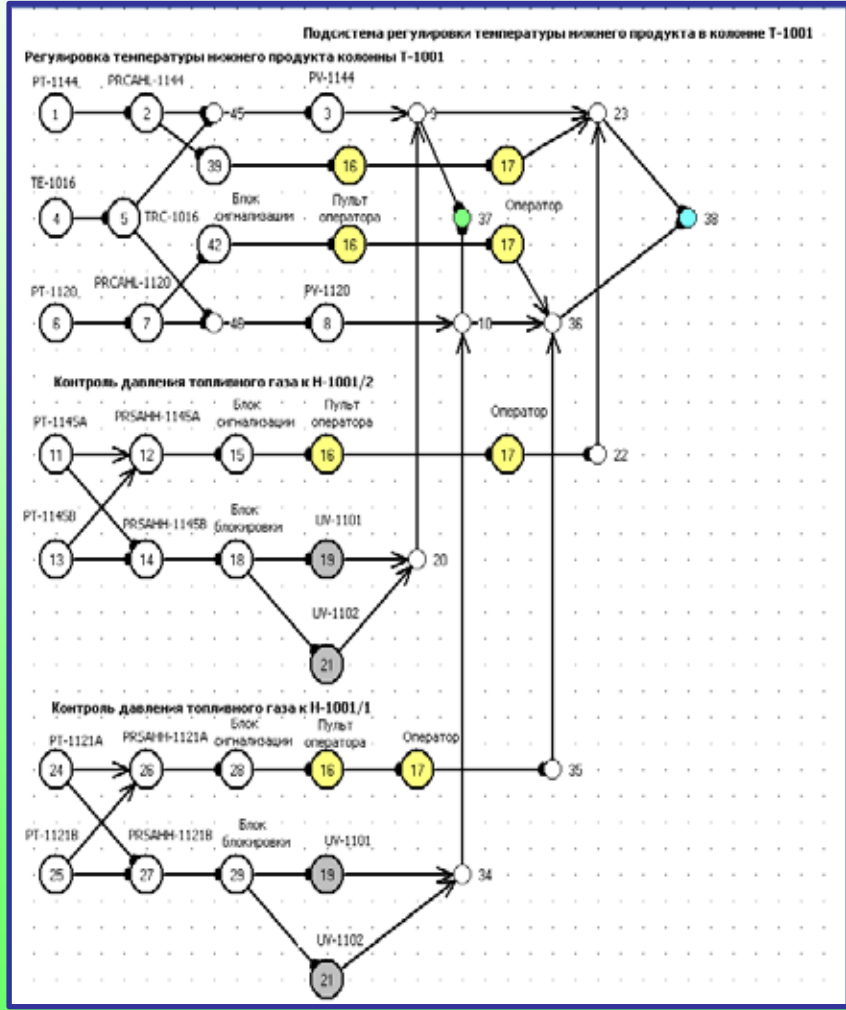 Подсистема регулировки температуры нижнего продукта в колонне Т-1001
Регулировка температуры нижнего продукта колонны Т-1001
PT-1144
PRCAHL-1144
PV-1144
1
2
45
3
9
23
39
16
17
TE-1016
Блок
сигнализации
Пульт
оператора
Оператор
4
5
TRC-1016
37
38
42
16
17
PT-1120
PRCAHL-1120
PV-1120
6
7
46
8
10
36
Контроль давления топливного газа к Н-1001/2
PT-1145A
PRSAHH-1145A
Блок
сигнализации
Пульт
оператора
Оператор
11
12
15
16
17
22
PT-1145B
PRSAHH-1145B
Блок
блокировки
UV-1101
13
14
18
19
20
UV-1102
21
Контроль давления топливного газа к Н-1001/1
PT-1121A
PRSAHH-1121A
Блок
сигнализации
Пульт
оператора
Оператор
24
26
28
16
17
35
PT-1121B
PRSAHH-1121B
Блок
блокировки
UV-1101
25
27
29
19
34
UV-1102
21